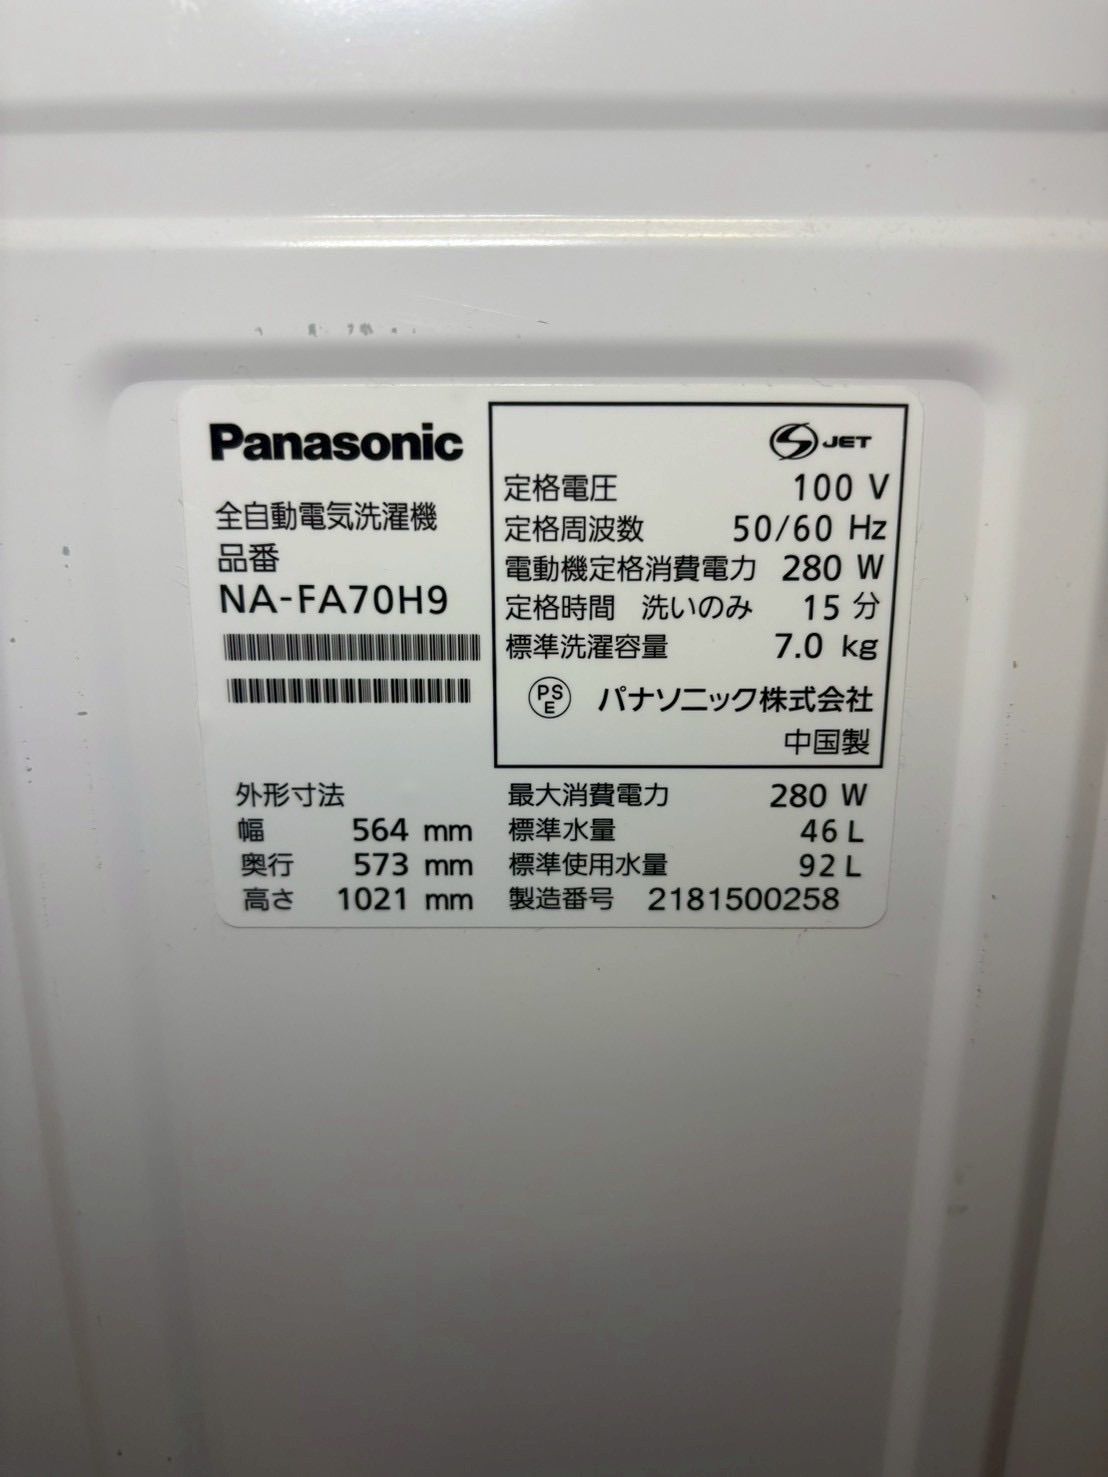 Panasonic
全自動電気洗濯機
品番
NA-FA70H9
S JET
定格電圧 100 V
定格周波数 50/60 Hz
電動機定格消費電力 280 W
定格時間 洗いのみ 15 分
標準洗濯容量 7.0 kg
PSE パナソニック株式会社
中国製
外形寸法
幅 564 mm
奥行 573 mm
高さ 1021 mm
最大消費電力 280 W
標準水量 46 L
標準使用水量 92 L
製造番号 2181500258